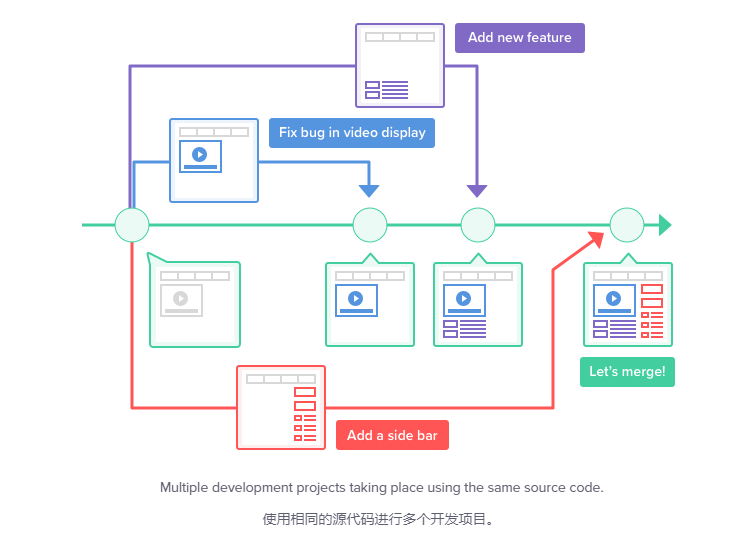 Add new feature
Fix bug in video display
Let's merge!
Add a side bar
Multiple development projects taking place using the same source code.
使用相同的源代码进行多个开发项目。